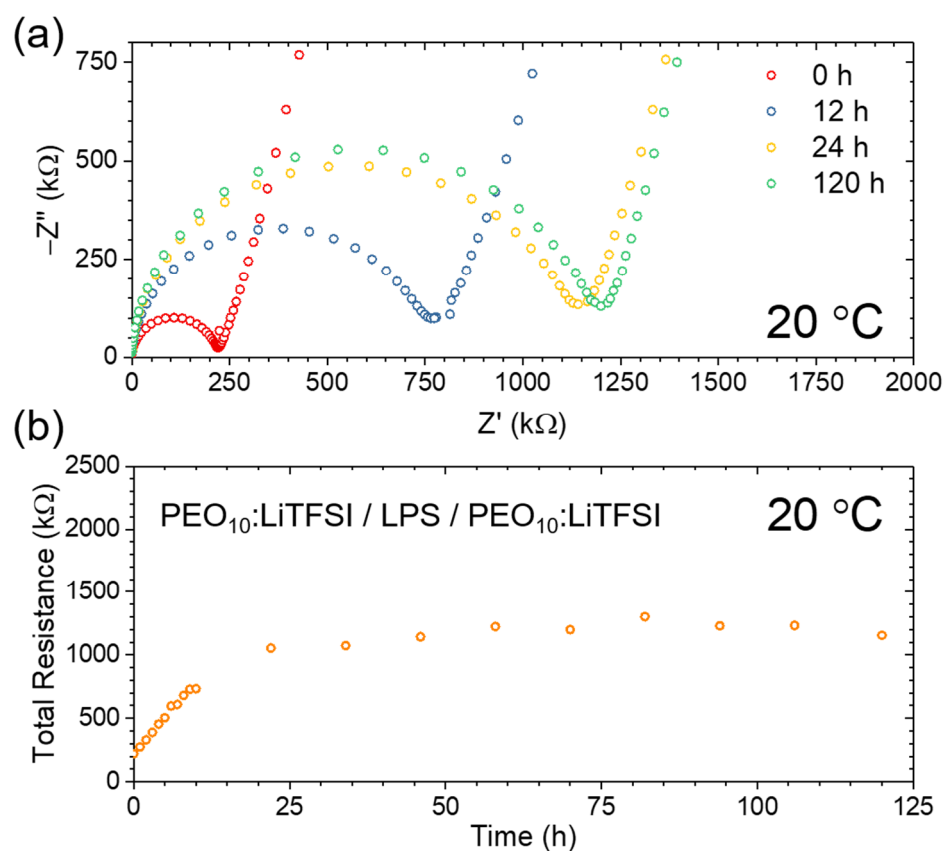 (a)
750
500
250
0
–Z" (kΩ)
0 h
12 h
24 h
120 h
20 °C
0 250 500 750 1000 1250 1500 1750 2000
Z' (kΩ)
(b)
2500
2000
1500
1000
500
0
Total Resistance (kΩ)
PEO₁₀:LiTFSI / LPS / PEO₁₀:LiTFSI
20 °C
0 25 50 75 100 125
Time (h)